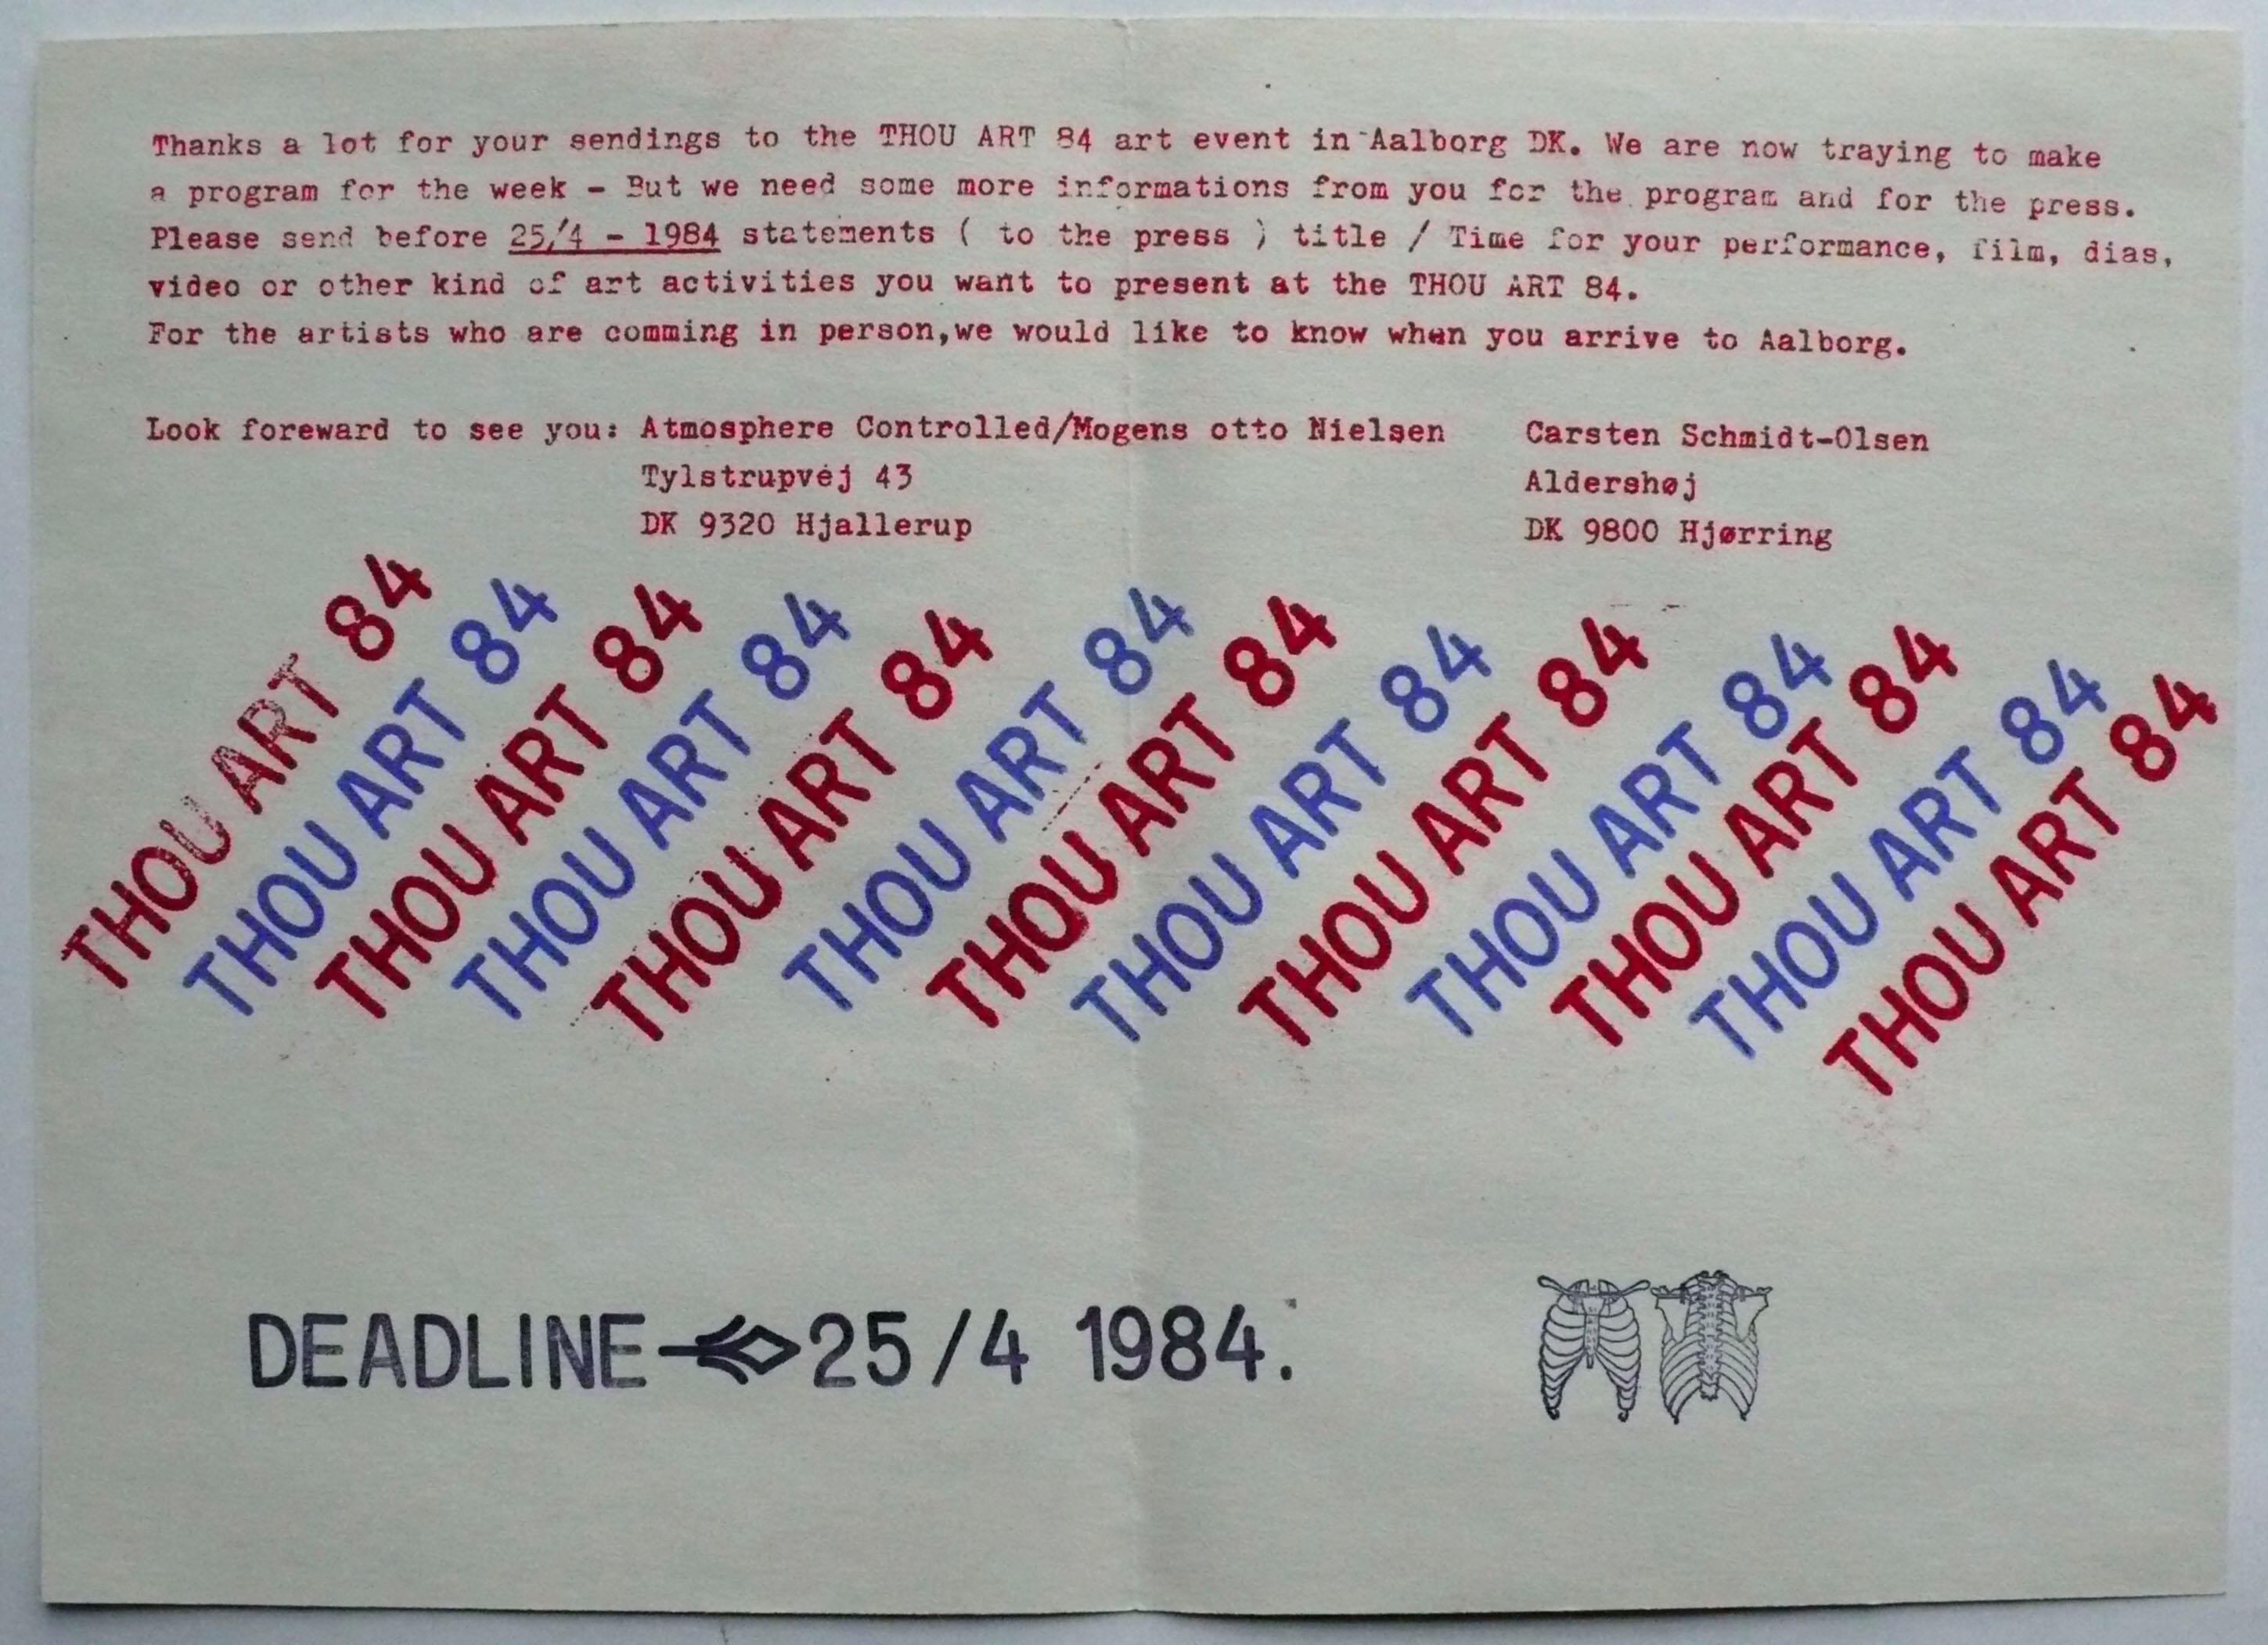 Thanks a lot for your sendings to the THOU ART 84 art event in Aalborg DK. We are now traying to make
a program for the week - But we need some more informations from you for the program and for the press.
Please send before 25/4 - 1984 statements ( to the press ) title / Time for your performance, film, dias,
video or other kind of art activities you want to present at the THOU ART 84.
For the artists who are comming in person,we would like to know when you arrive to Aalborg.
Look foreward to see you: Atmosphere Controlled/Mogens otto Nielsen Carsten Schmidt-Olsen
Tylstrupvej 43 Aldershøj
DK 9320 Hjallerup DK 9800 Hjørring
THOU ART 84
THOU ART 84
THOU ART 84
THOU ART 84
THOU ART 84
THOU ART 84
THOU ART 84
THOU ART 84
THOU ART 84
THOU ART 84
THOU ART 84
THOU ART 84
THOU ART 84
DEADLINE 25/4 1984.